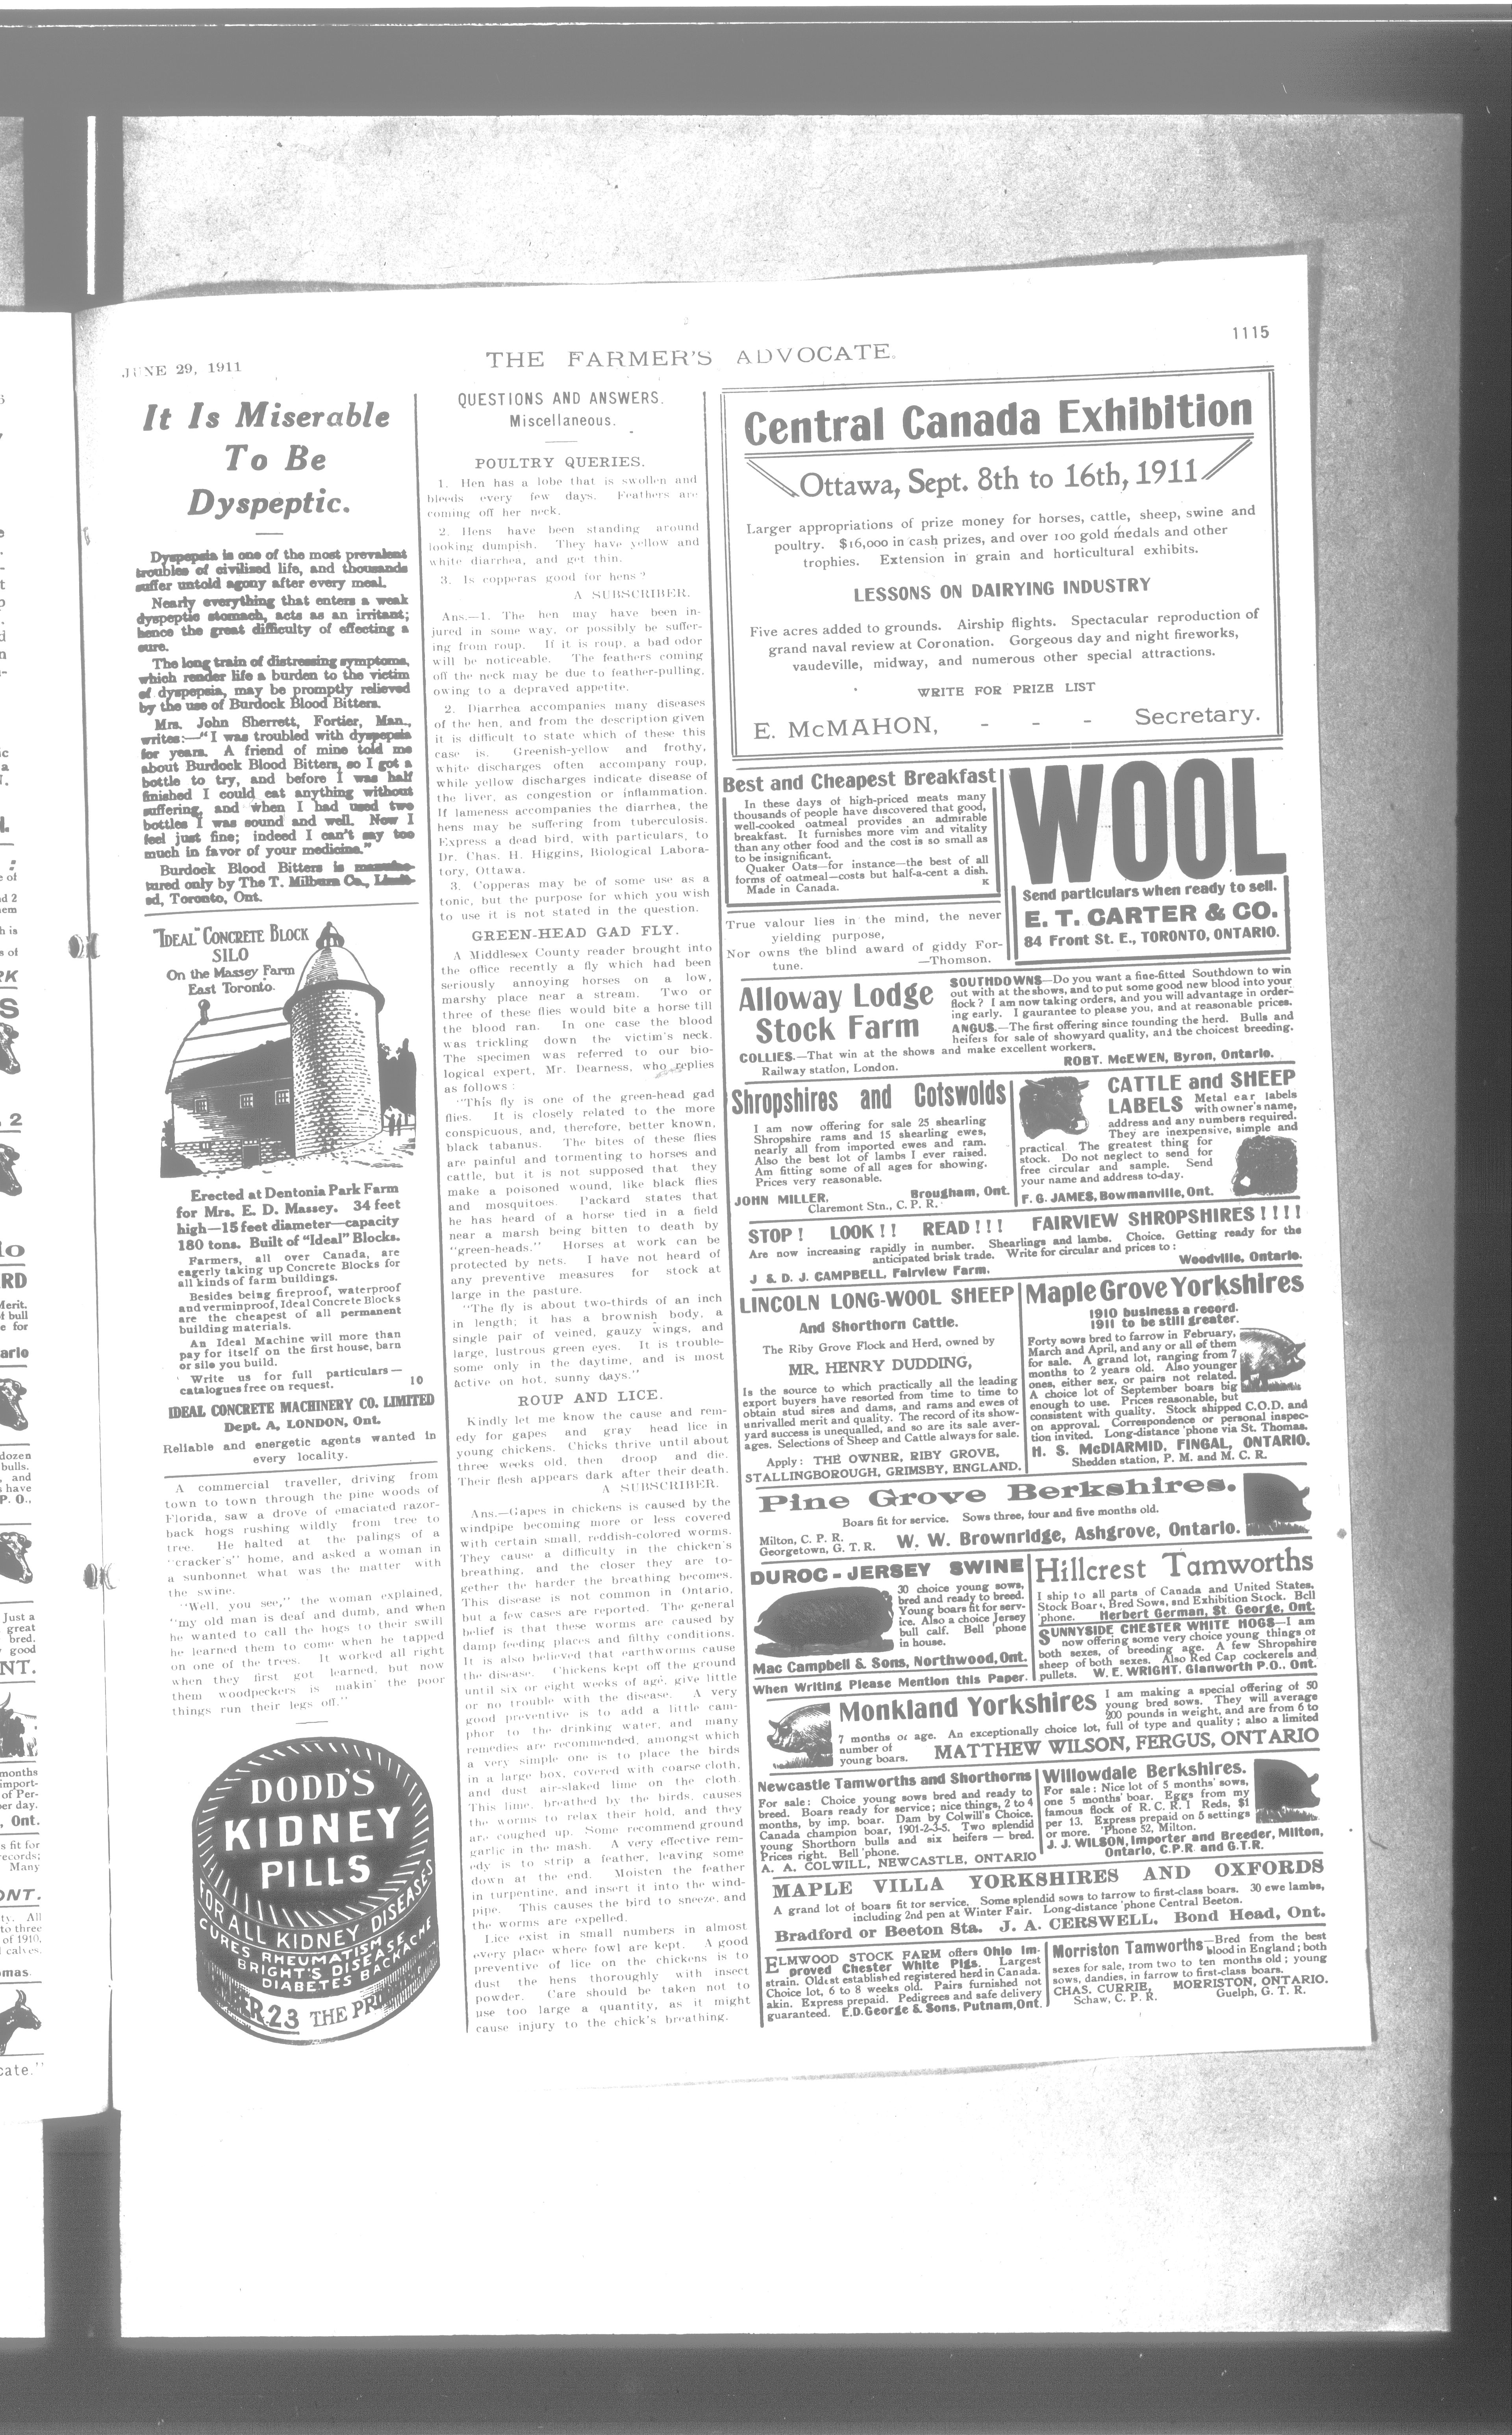 JUNE 29, 1911
THE FARMER'S ADVOCATE.
1115
It Is Miserable
To Be
Dyspeptic.
Dyspepsia is one of the most prevalent
troubles of civilized life, and thousands
suffer untold agony after every meal.
Nearly everything that enters a weak
dyspeptic stomach, acts as an irritant;
hence the great difficulty of effecting a
cure.
The long train of distressing symptoms,
which render life a burden to the victim
of dyspepsia, may be promptly relieved
by the use of Burdock Blood Bitters.
Mrs. John Sherrett, Fortier, Man.,
writes:—"I was troubled with dyspepsia
for years. A friend of mine told me
about Burdock Blood Bitters, so I got a
bottle to try, and before I was half
finished I could eat anything without
suffering, and when I had used two
bottles I was sound and well. Now I
feel just fine; indeed I can't say too
much in favor of your medicine."
Burdock Blood Bitters is manufac-
tured only by The T. Milburn Co., Limit-
ed, Toronto, Ont.
"IDEAL" CONCRETE BLOCK
SILO
On the Massey Farm
East Toronto.
Erected at Dentonia Park Farm
for Mrs. E. D. Massey. 34 feet
high—15 feet diameter—capacity
180 tons. Built of "Ideal" Blocks.
Farmers, all over Canada, are
eagerly taking up Concrete Blocks for
all kinds of farm buildings.
Besides being fireproof, waterproof
and verminproof, Ideal Concrete Blocks
are the cheapest of all permanent
building materials.
An Ideal Machine will more than
pay for itself on the first house, barn
or silo you build.
Write us for full particulars—
catalogues free on request. 10
IDEAL CONCRETE MACHINERY CO. LIMITED
Dept. A, LONDON, Ont.
Reliable and energetic agents wanted in
every locality.
A commercial traveller, driving from
town to town through the pine woods of
Florida, saw a drove of emaciated razor-
back hogs rushing wildly from tree to
tree. He halted at the palings of a
"cracker's" home, and asked a woman in
a sunbonnet what was the matter with
the swine.
"Well, you see," the woman explained,
"my old man is deaf and dumb, and when
he wanted to call the hogs to their swill
he learned them to come when he tapped
on one of the trees. It worked all right
when they first got learned, but now
them woodpeckers is makin' the poor
things run their legs off."
DODD'S
KIDNEY
PILLS
FOR ALL KIDNEY DISEASES
CURES RHEUMATISM
BRIGHT'S DISEASE
DIABETES BACKACHE
R23 THE PR
QUESTIONS AND ANSWERS.
Miscellaneous.
POULTRY QUERIES.
1. Hen has a lobe that is swollen and
bleeds every few days. Feathers are
coming off her neck.
2. Hens have been standing around
looking dumpish. They have yellow and
white diarrhea, and get thin.
3. Is copperas good for hens?
A SUBSCRIBER.
Ans.—1. The hen may have been in-
jured in some way, or possibly be suffer-
ing from roup. If it is roup, a bad odor
will be noticeable. The feathers coming
off the neck may be due to feather-pulling,
owing to a depraved appetite.
2. Diarrhea accompanies many diseases
of the hen, and from the description given
it is difficult to state which of these this
case is. Greenish-yellow and frothy,
white discharges often accompany roup,
while yellow discharges indicate disease of
the liver, as congestion or inflammation.
If lameness accompanies the diarrhea, the
hens may be suffering from tuberculosis.
Express a dead bird, with particulars, to
Dr. Chas. H. Higgins, Biological Labora-
tory, Ottawa.
3. Copperas may be of some use as a
tonic, but the purpose for which you wish
to use it is not stated in the question.
GREEN-HEAD GAD FLY.
A Middlesex County reader brought into
the office recently a fly which had been
seriously annoying horses on a low,
marshy place near a stream. Two or
three of these flies would bite a horse till
the blood ran. In one case the blood
was trickling down the victim's neck.
The specimen was referred to our bio-
logical expert, Mr. Dearness, who replies
as follows:
"This fly is one of the green-head gad
flies. It is closely related to the more
conspicuous, and, therefore, better known,
black tabanus. The bites of these flies
are painful and tormenting to horses and
cattle, but it is not supposed that they
make a poisoned wound, like black flies
and mosquitoes. Packard states that
he has heard of a horse tied in a field
near a marsh being bitten to death by
"green-heads." Horses at work can be
protected by nets. I have not heard of
any preventive measures for stock at
large in the pasture.
"The fly is about two-thirds of an inch
in length; it has a brownish body, a
single pair of veined, gauzy wings, and
large, lustrous green eyes. It is trouble-
some only in the daytime, and is most
active on hot, sunny days."
ROUP AND LICE.
Kindly let me know the cause and rem-
edy for gapes and gray head lice in
young chickens. Chicks thrive until about
three weeks old, then droop and die.
Their flesh appears dark after their death.
A SUBSCRIBER.
Ans.—Gapes in chickens is caused by the
windpipe becoming more or less covered
with certain small, reddish-colored worms.
They cause a difficulty in the chicken's
breathing, and the closer they are to-
gether the harder the breathing becomes.
This disease is not common in Ontario,
but a few cases are reported. The general
belief is that these worms are caused by
damp feeding places and filthy conditions.
It is also believed that earthworms cause
the disease. Chickens kept off the ground
until six or eight weeks of age, give little
or no trouble with the disease. A very
good preventive is to add a little cam-
phor to the drinking water, and many
remedies are recommended, amongst which
a very simple one is to place the birds
in a large box, covered with coarse cloth,
and dust air-slaked lime on the cloth.
This lime, breathed by the birds, causes
the worms to relax their hold, and they
are coughed up. Some recommend ground
garlic in the mash. A very effective rem-
edy is to strip a feather, leaving some
down at the end. Moisten the feather
in turpentine, and insert it into the wind-
pipe. This causes the bird to sneeze, and
the worms are expelled.
Lice exist in small numbers in almost
every place where fowl are kept. A good
preventive of lice on the chickens is to
dust the hens thoroughly with insect
powder. Care should be taken not to
use too large a quantity, as it might
cause injury to the chick's breathing.
Central Canada Exhibition
Ottawa, Sept. 8th to 16th, 1911
Larger appropriations of prize money for horses, cattle, sheep, swine and
poultry. $16,000 in cash prizes, and over 100 gold medals and other
trophies. Extension in grain and horticultural exhibits.
LESSONS ON DAIRYING INDUSTRY
Five acres added to grounds. Airship flights. Spectacular reproduction of
grand naval review at Coronation. Gorgeous day and night fireworks,
vaudeville, midway, and numerous other special attractions.
WRITE FOR PRIZE LIST
E. McMAHON, - - - Secretary.
Best and Cheapest Breakfast
In these days of high-priced meats many
thousands of people have discovered that good,
well-cooked oatmeal provides an admirable
breakfast. It furnishes more vim and vitality
than any other food and the cost is so small as
to be insignificant.
Quaker Oats—for instance—the best of all
forms of oatmeal—costs but half-a-cent a dish.
Made in Canada. K
True valour lies in the mind, the never
yielding purpose,
Nor owns the blind award of giddy For-
tune. —Thomson.
WOOL
Send particulars when ready to sell.
E. T. CARTER & CO.
84 Front St. E., TORONTO, ONTARIO.
Alloway Lodge
Stock Farm
SOUTHDOWNS—Do you want a fine-fitted Southdown to win
out with at the shows, and to put some good new blood into your
flock? I am now taking orders, and you will advantage in order-
ing early. I gaurantee to please you, and at reasonable prices.
ANGUS.—The first offering since founding the herd. Bulls and
heifers for sale of showyard quality, and the choicest breeding.
COLLIES.—That win at the shows and make excellent workers.
Railway station, London. ROBT. McEWEN, Byron, Ontario.
Shropshires and Cotswolds
I am now offering for sale 25 shearling
Shropshire rams and 15 shearling ewes,
nearly all from imported ewes and ram.
Also the best lot of lambs I ever raised.
Am fitting some of all ages for showing.
Prices very reasonable.
JOHN MILLER, Brougham, Ont.
Claremont Stn., C. P. R.
CATTLE and SHEEP
LABELS Metal ear labels
with owner's name,
address and any numbers required.
They are inexpensive, simple and
practical. The greatest thing for
stock. Do not neglect to send for
free circular and sample. Send
your name and address to-day.
F. G. JAMES, Bowmanville, Ont.
STOP! LOOK!! READ!!! FAIRVIEW SHROPSHIRES!!!!
Are now increasing rapidly in number. Shearlings and lambs. Choice. Getting ready for the
anticipated brisk trade. Write for circular and prices to:
J & D. J. CAMPBELL, Fairview Farm. Woodville, Ontario.
LINCOLN LONG-WOOL SHEEP
And Shorthorn Cattle.
The Riby Grove Flock and Herd, owned by
MR. HENRY DUDDING,
Is the source to which practically all the leading
export buyers have resorted from time to time to
obtain stud sires and dams, and rams and ewes of
unrivalled merit and quality. The record of its show-
yard success is unequalled, and so are its sale aver-
ages. Selections of Sheep and Cattle always for sale.
Apply: THE OWNER, RIBY GROVE,
STALLINGBOROUGH, GRIMSBY, ENGLAND.
Maple Grove Yorkshires
1910 business a record.
1911 to be still greater.
Forty sows bred to farrow in February,
March and April, and any or all of them
for sale. A grand lot, ranging from 7
months to 2 years old. Also younger
ones, either sex, or pairs not related.
A choice lot of September boars big
enough to use. Prices reasonable, but
consistent with quality. Stock shipped C.O.D. and
on approval. Correspondence or personal inspec-
tion invited. Long-distance 'phone via St. Thomas.
H. S. McDIARMID, FINGAL, ONTARIO.
Shedden station, P. M. and M. C. R.
Pine Grove Berkshires.
Boars fit for service. Sows three, four and five months old.
Milton, C. P. R.
Georgetown, G. T. R. W. W. Brownridge, Ashgrove, Ontario.
DUROC-JERSEY SWINE
30 choice young sows,
bred and ready to breed.
Young boars fit for serv-
ice. Also a choice Jersey
bull calf. Bell 'phone
in house.
Mac Campbell & Sons, Northwood, Ont.
When Writing Please Mention this Paper.
Hillcrest Tamworths
I ship to all parts of Canada and United States,
Stock Boars, Bred Sows, and Exhibition Stock. Bell
'phone. Herbert German, St. George, Ont.
SUNNYSIDE CHESTER WHITE HOGS—I am
now offering some very choice young things of
both sexes, of breeding age. A few Shropshire
sheep of both sexes. Also Red Cap cockerels and
pullets. W. E. WRIGHT, Glanworth P.O., Ont.
Monkland Yorkshires
I am making a special offering of 50
young bred sows. They will average
200 pounds in weight, and are from 6 to
7 months of age. An exceptionally choice lot, full of type and quality; also a limited
number of
young boars. MATTHEW WILSON, FERGUS, ONTARIO
Newcastle Tamworths and Shorthorns
For sale: Choice young sows bred and ready to
breed. Boars ready for service; nice things, 2 to 4
months, by imp. boar. Dam by Colwill's Choice,
Canada champion boar, 1901-2-3-5. Two splendid
young Shorthorn bulls and six heifers — bred.
Prices right. Bell 'phone.
A. A. COLWILL, NEWCASTLE, ONTARIO
Willowdale Berkshires.
For sale: Nice lot of 5 months' sows,
one 5 months' boar. Eggs from my
famous flock of R. C. R. I Reds, $1
per 13. Express prepaid on 5 settings
or more. 'Phone 52, Milton.
J. J. WILSON, Importer and Breeder, Milton,
Ontario, C.P.R and G.T.R.
MAPLE VILLA YORKSHIRES AND OXFORDS
A grand lot of boars fit for service. Some splendid sows to farrow to first-class boars. 30 ewe lambs,
including 2nd pen at Winter Fair. Long-distance 'phone Central Beeton.
Bradford or Beeton Sta. J. A. CERSWELL, Bond Head, Ont.
ELMWOOD STOCK FARM offers Ohio Im-
proved Chester White Pigs. Largest
strain. Oldest established registered herd in Canada.
Choice lot, 6 to 8 weeks old. Pairs furnished not
akin. Express prepaid. Pedigrees and safe delivery
guaranteed. E.D. George & Sons, Putnam, Ont.
Morriston Tamworths—Bred from the best
blood in England; both
sexes for sale, from two to ten months old; young
sows, dandies, in farrow to first-class boars.
CHAS. CURRIE, MORRISTON, ONTARIO.
Schaw, C. P. R. Guelph, G. T. R.